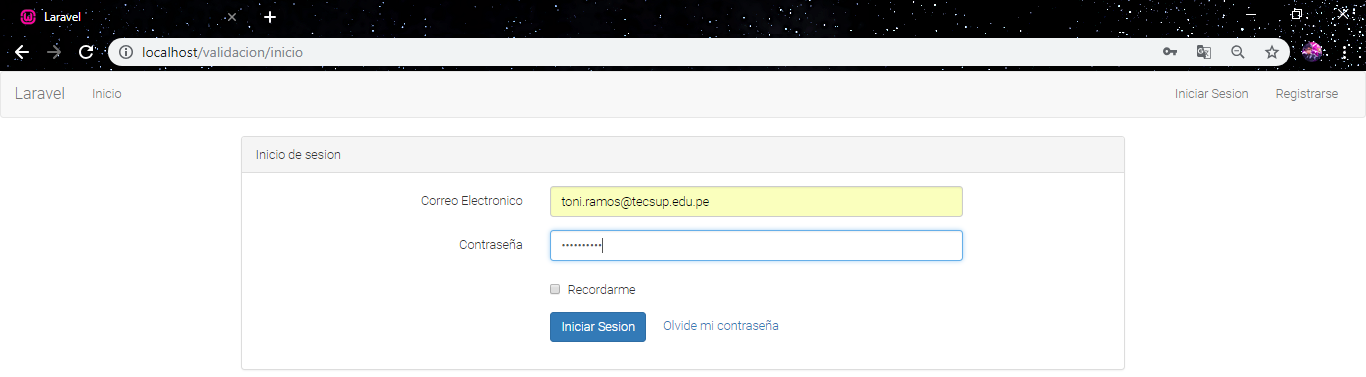 Laravel
localhost/validacion/inicio
Laravel Inicio Iniciar Sesion Registrarse
Inicio de sesion
Correo Electronico toni.ramos@tecsup.edu.pe
Contraseña ••••••••••
Recordarme
Iniciar Sesion Olvide mi contraseña